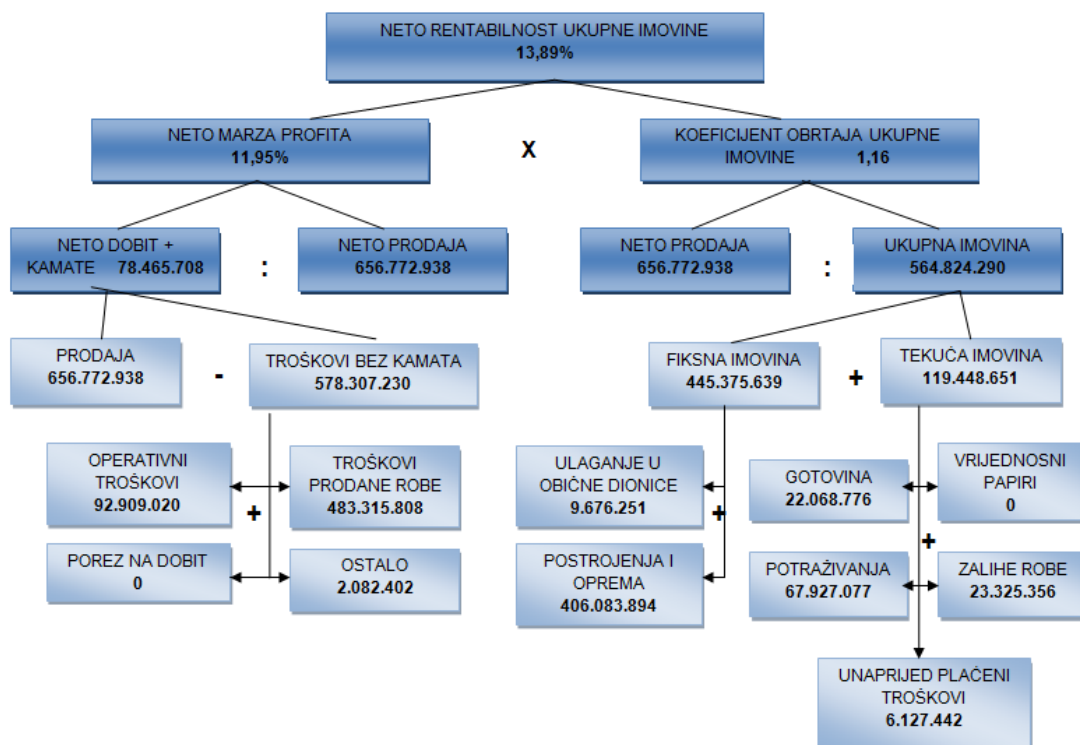 NETO RENTABILNOST UKUPNE IMOVINE
13,89%
NETO MARZA PROFITA
11,95%
X
KOEFICIJENT OBRTAJA UKUPNE
IMOVINE 1,16
NETO DOBIT +
KAMATE 78.465.708
:
NETO PRODAJA
656.772.938
NETO PRODAJA
656.772.938
:
UKUPNA IMOVINA
564.824.290
PRODAJA
656.772.938
-
TROŠKOVI BEZ KAMATA
578.307.230
FIKSNA IMOVINA
445.375.639
+
TEKUĆA IMOVINA
119.448.651
OPERATIVNI
TROŠKOVI
92.909.020
+
TROŠKOVI
PRODANE ROBE
483.315.808
ULAGANJE U
OBIČNE DIONICE
9.676.251
+
GOTOVINA
22.068.776
VRIJEDNOSNI
PAPIRI
0
+
POREZ NA DOBIT
0
OSTALO
2.082.402
POSTROJENJA I
OPREMA
406.083.894
POTRAŽIVANJA
67.927.077
ZALIHE ROBE
23.325.356
UNAPRIJED PLAĆENI
TROŠKOVI
6.127.442